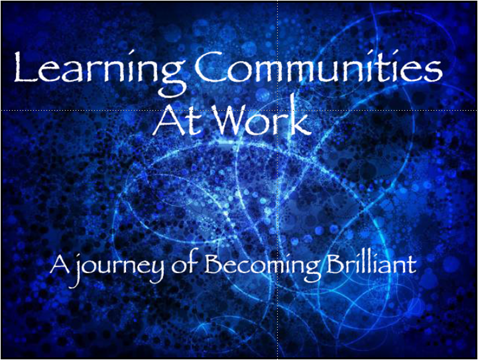 Learning Communities
At Work
A journey of Becoming Brilliant